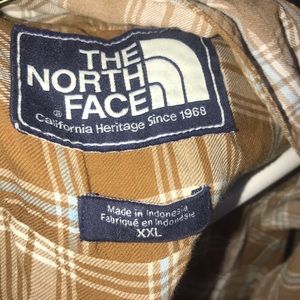 THE
NORTH
FACE
®
California Heritage Since 1968
Made in Indonesia
Fabriqué en Indonésie
XXL